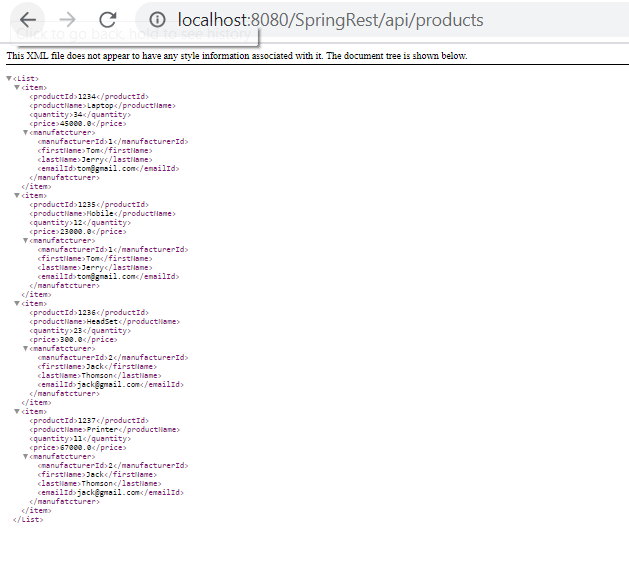 localhost:8080/SpringRest/api/products
Click to go back, hold to see history
This XML file does not appear to have any style information associated with it. The document tree is shown below.
▼<List>
▼<item>
<productId>1234</productId>
<productName>Laptop</productName>
<quantity>34</quantity>
<price>45000.0</price>
▼<manufatcturer>
<manufacturerId>1</manufacturerId>
<firstName>Tom</firstName>
<lastName>Jerry</lastName>
<emailId>tom@gmail.com</emailId>
</manufatcturer>
</item>
▼<item>
<productId>1235</productId>
<productName>Mobile</productName>
<quantity>12</quantity>
<price>23000.0</price>
▼<manufatcturer>
<manufacturerId>1</manufacturerId>
<firstName>Tom</firstName>
<lastName>Jerry</lastName>
<emailId>tom@gmail.com</emailId>
</manufatcturer>
</item>
▼<item>
<productId>1236</productId>
<productName>HeadSet</productName>
<quantity>23</quantity>
<price>300.0</price>
▼<manufatcturer>
<manufacturerId>2</manufacturerId>
<firstName>Jack</firstName>
<lastName>Thomson</lastName>
<emailId>jack@gmail.com</emailId>
</manufatcturer>
</item>
▼<item>
<productId>1237</productId>
<productName>Printer</productName>
<quantity>11</quantity>
<price>67000.0</price>
▼<manufatcturer>
<manufacturerId>2</manufacturerId>
<firstName>Jack</firstName>
<lastName>Thomson</lastName>
<emailId>jack@gmail.com</emailId>
</manufatcturer>
</item>
</List>